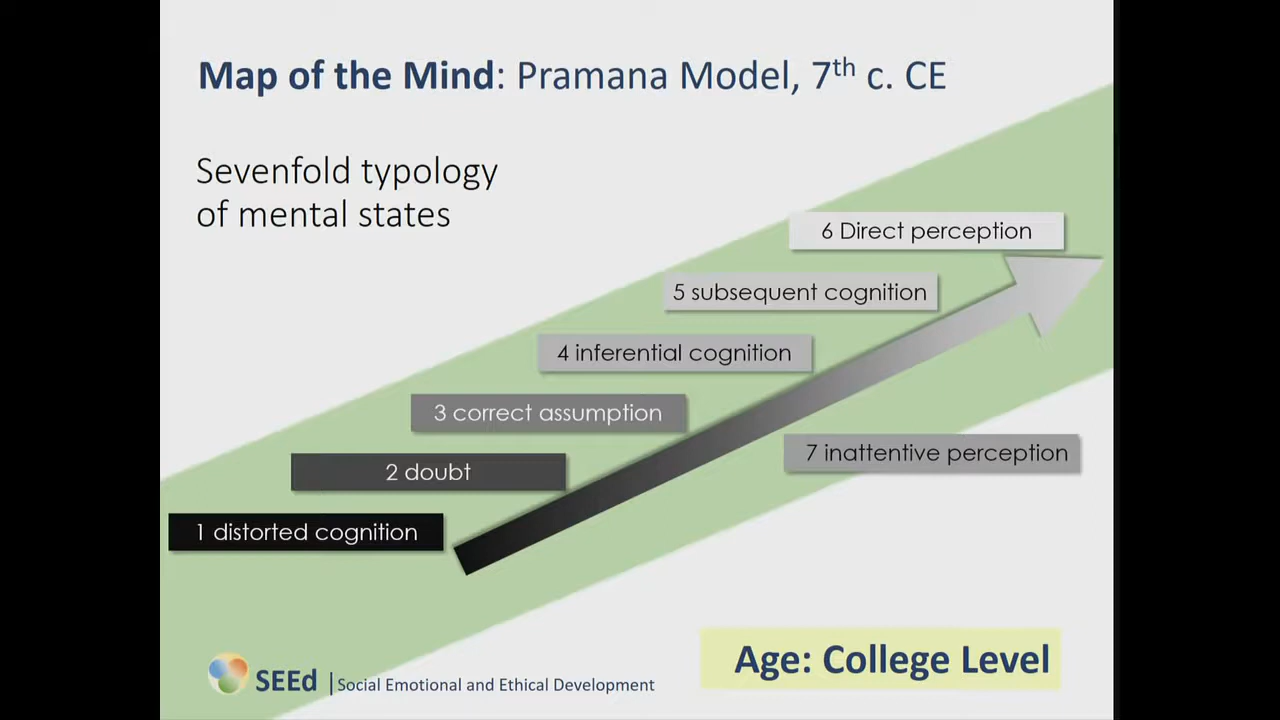 Map of the Mind: Pramana Model, 7th c. CE
Sevenfold typology
of mental states
6 Direct perception
5 subsequent cognition
4 inferential cognition
3 correct assumption
7 inattentive perception
2 doubt
1 distorted cognition
Age: College Level
SEEd | Social Emotional and Ethical Development